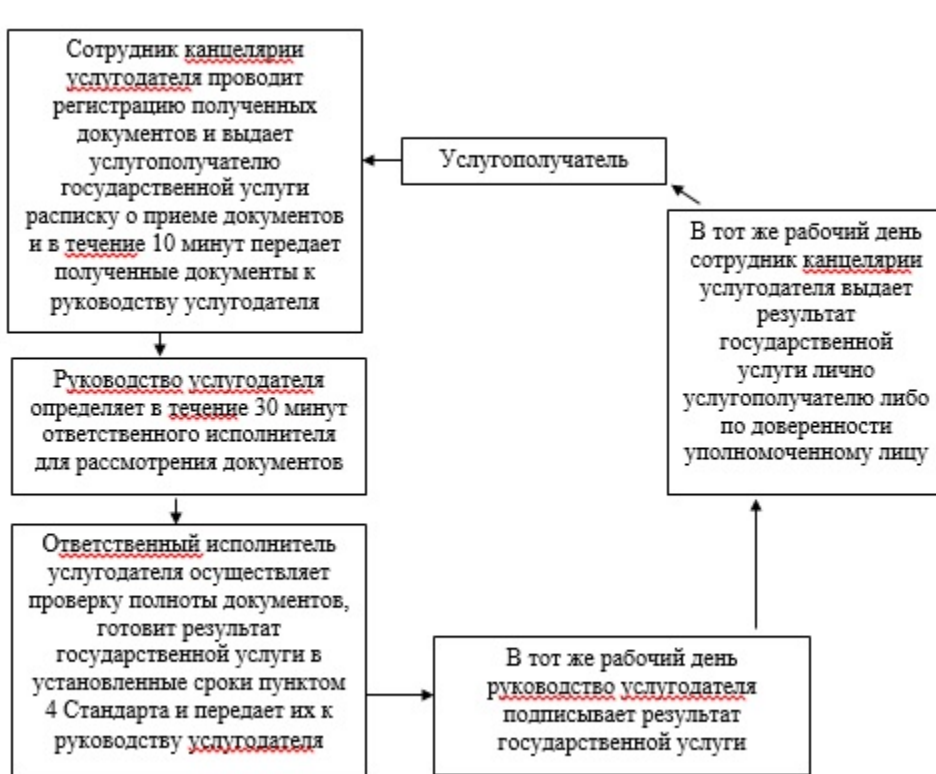 Сотрудник канцелярии
услугодателя проводит
регистрацию полученных
документов и выдает
услугополучателю
государственной услуги
расписку о приеме документов
и в течение 10 минут передает
полученные документы к
руководству услугодателя
Услугополучатель
Руководство услугодателя
определяет в течение 30 минут
ответственного исполнителя
для рассмотрения документов
Ответственный исполнитель
услугодателя осуществляет
проверку полноты документов,
готовит результат
государственной услуги в
установленные сроки пунктом
4 Стандарта и передает их к
руководству услугодателя
В тот же рабочий день
руководство услугодателя
подписывает результат
государственной услуги
В тот же рабочий день
сотрудник канцелярии
услугодателя выдает
результат
государственной
услуги лично
услугополучателю либо
по доверенности
уполномоченному лицу